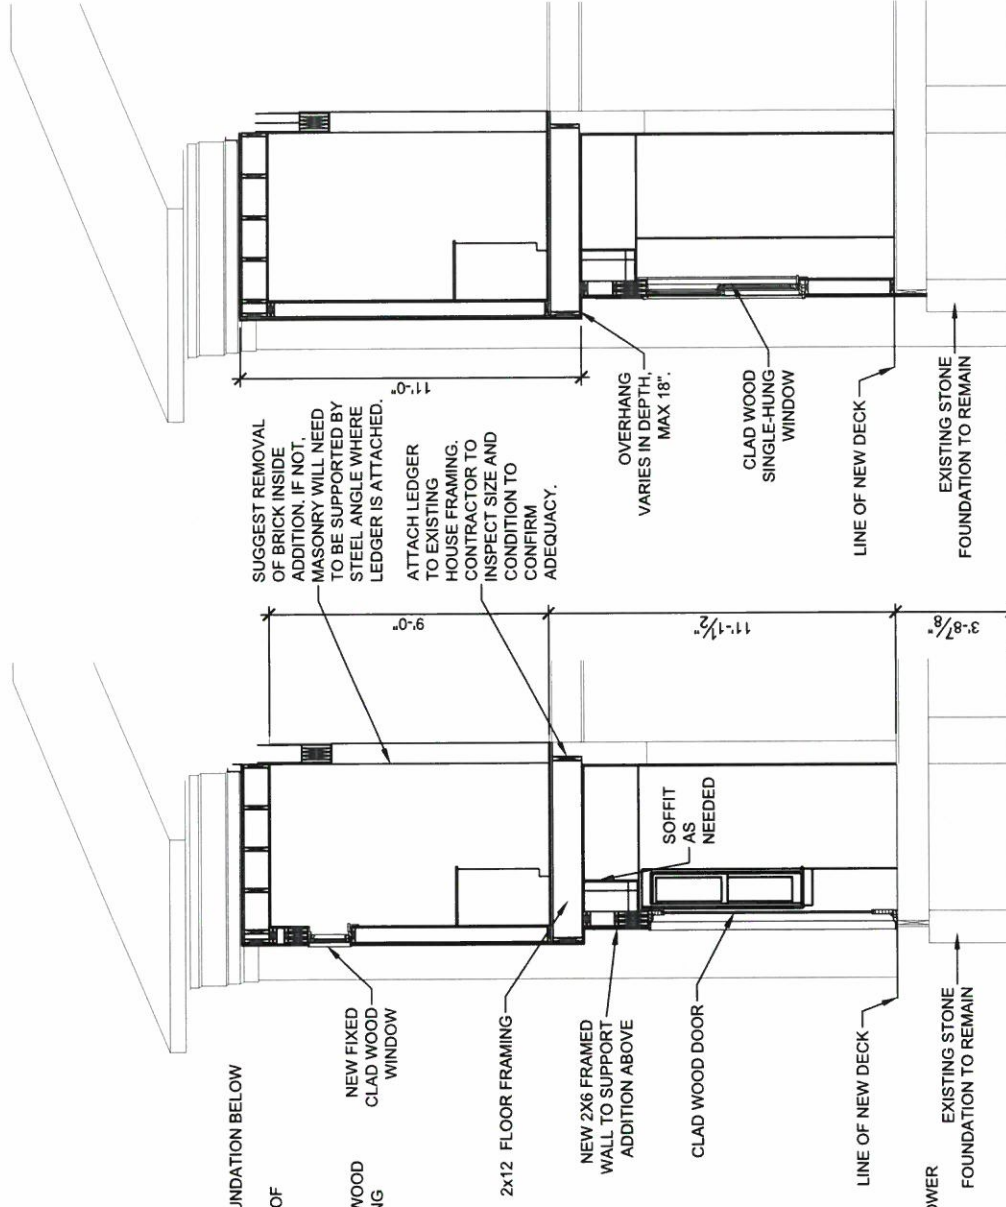 SUGGEST REMOVAL
OF BRICK INSIDE
ADDITION. IF NOT,
MASONRY WILL NEED
TO BE SUPPORTED BY
STEEL ANGLE WHERE
LEDGER IS ATTACHED.
ATTACH LEDGER
TO EXISTING
HOUSE FRAMING.
CONTRACTOR TO
INSPECT SIZE AND
CONDITION TO
CONFIRM
ADEQUACY.
11'-0"
OVERHANG
VARIES IN DEPTH,
MAX 18".
CLAD WOOD
SINGLE-HUNG
WINDOW
LINE OF NEW DECK
EXISTING STONE
FOUNDATION TO REMAIN
9'-0"
11'-1 1/2"
3'-8 7/8"
UNDATION BELOW
OF
WOOD
NG
NEW FIXED
CLAD WOOD
WINDOW
2x12 FLOOR FRAMING
NEW 2X6 FRAMED
WALL TO SUPPORT
ADDITION ABOVE
SOFFIT
AS
NEEDED
CLAD WOOD DOOR
LINE OF NEW DECK
EXISTING STONE
FOUNDATION TO REMAIN
OWER